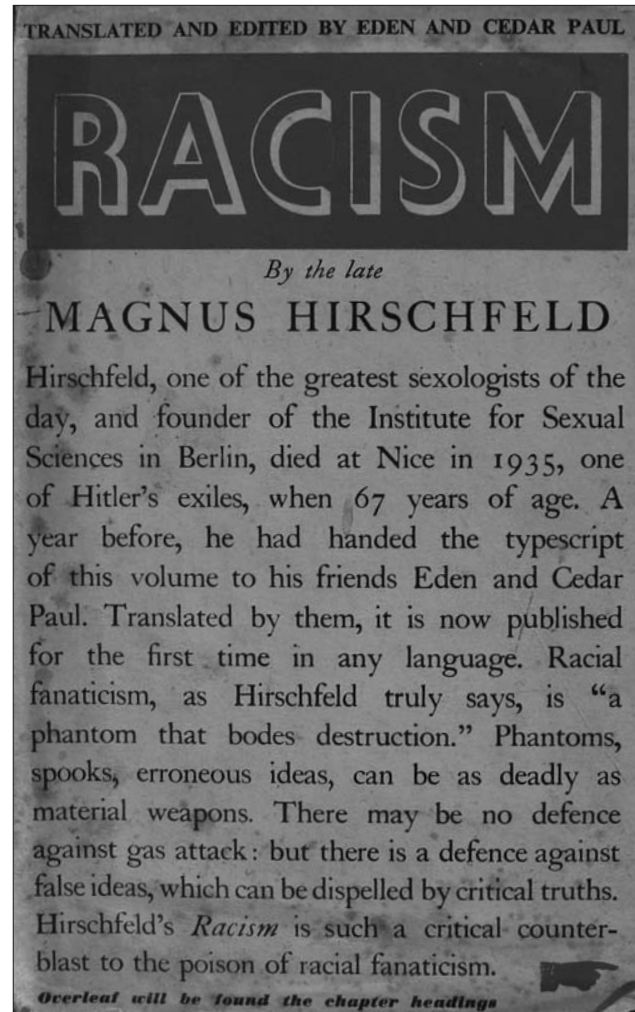 TRANSLATED AND EDITED BY EDEN AND CEDAR PAUL
RACISM
By the late
MAGNUS HIRSCHFELD
Hirschfeld, one of the greatest sexologists of the
day, and founder of the Institute for Sexual
Sciences in Berlin, died at Nice in 1935, one
of Hitler's exiles, when 67 years of age. A
year before, he had handed the typescript
of this volume to his friends Eden and Cedar
Paul. Translated by them, it is now published
for the first time in any language. Racial
fanaticism, as Hirschfeld truly says, is “a
phantom that bodes destruction.” Phantoms,
spooks, erroneous ideas, can be as deadly as
material weapons. There may be no defence
against gas attack: but there is a defence against
false ideas, which can be dispelled by critical truths.
Hirschfeld's Racism is such a critical counter-
blast to the poison of racial fanaticism.
Overleaf will be found the chapter headings